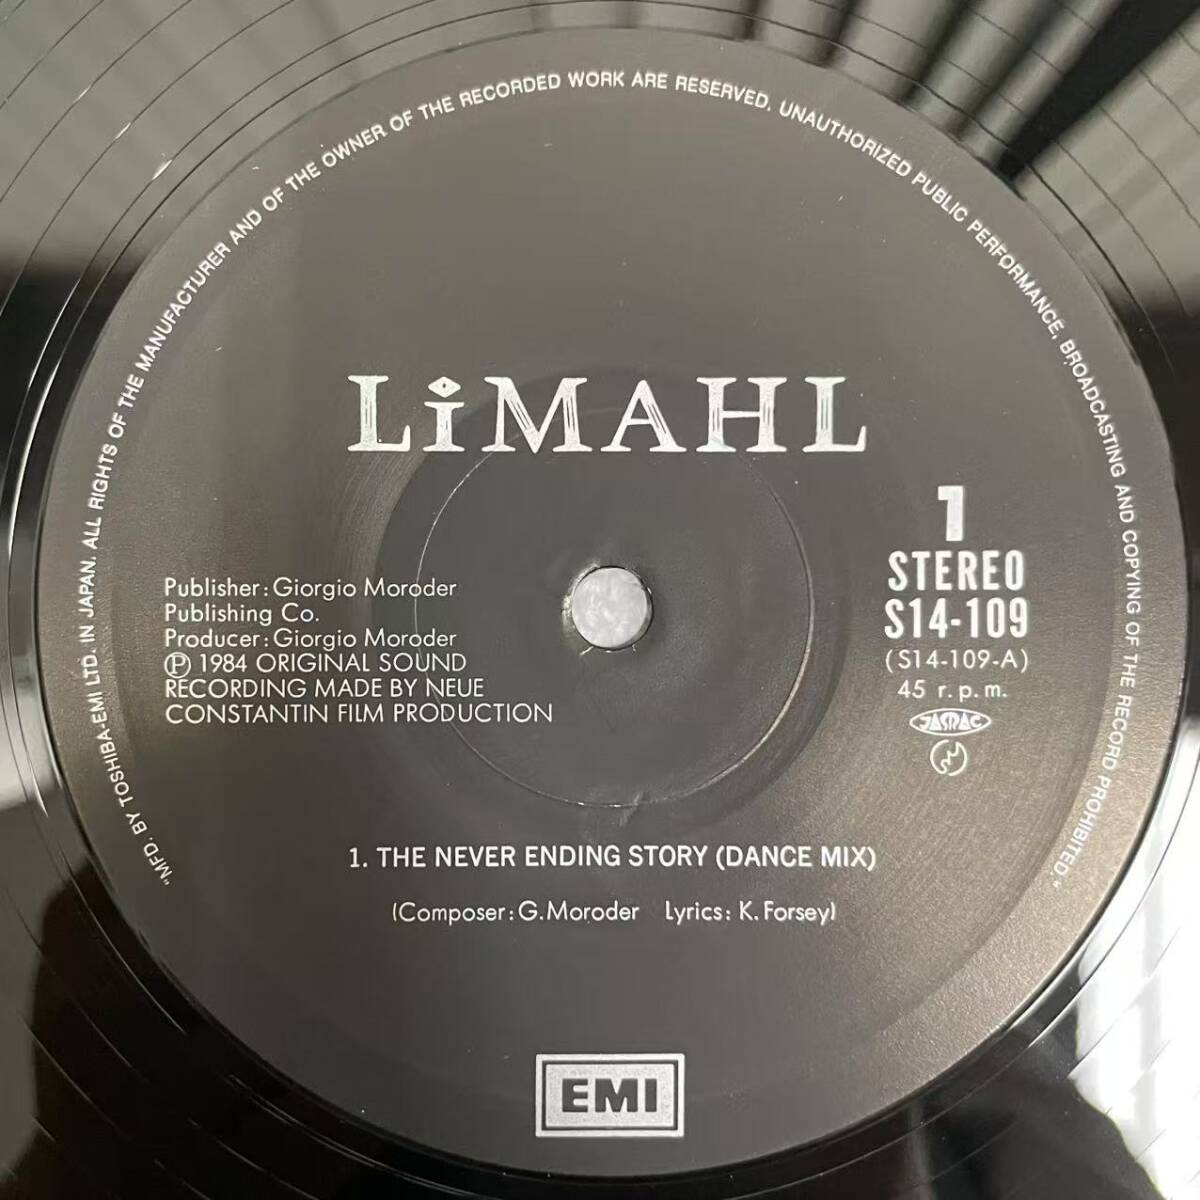 "MFD. BY TOSHIBA-EMI LTD. IN JAPAN. ALL RIGHTS OF THE MANUFACTURER AND OF THE OWNER OF THE RECORDED WORK ARE RESERVED. UNAUTHORIZED PUBLIC PERFORMANCE, BROADCASTING AND COPYING OF THE RECORD PROHIBITED."
LiMAHL
1
STEREO
S14-109
(S14-109-A)
45 r.p.m.
JASRAC
Publisher: Giorgio Moroder
Publishing Co.
Producer: Giorgio Moroder
Ⓟ 1984 ORIGINAL SOUND
RECORDING MADE BY NEUE
CONSTANTIN FILM PRODUCTION
1. THE NEVER ENDING STORY (DANCE MIX)
(Composer: G.Moroder Lyrics: K.Forsey)
EMI